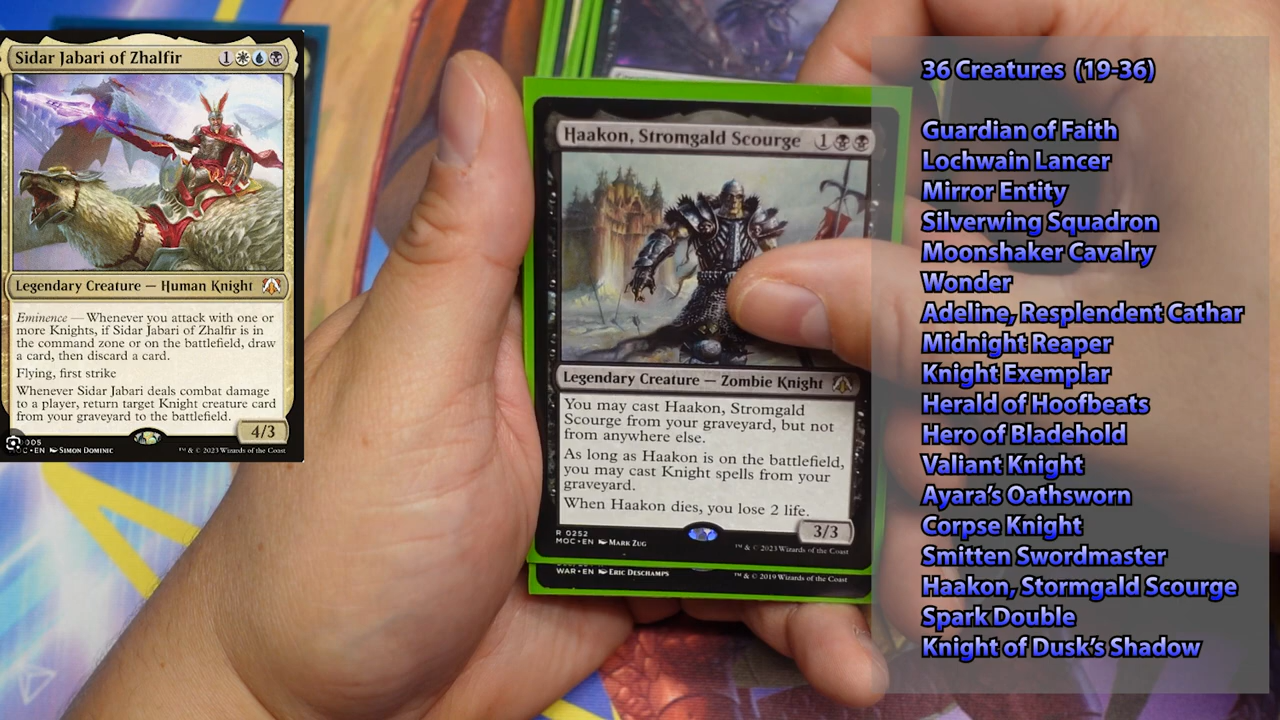 Sidar Jabari of Zhalfir 1
Legendary Creature — Human Knight
Eminence — Whenever you attack with one or
more Knights, if Sidar Jabari of Zhalfir is in
the command zone or on the battlefield, draw
a card, then discard a card.
Flying, first strike
Whenever Sidar Jabari deals combat damage
to a player, return target Knight creature card
from your graveyard to the battlefield.
4/3
005
EN SIMON DOMINIC
™ & © 2023 Wizards of the Coast
Haakon, Stromgald Scourge 1
Legendary Creature — Zombie Knight
You may cast Haakon, Stromgald
Scourge from your graveyard, but not
from anywhere else.
As long as Haakon is on the battlefield,
you may cast Knight spells from your
graveyard.
When Haakon dies, you lose 2 life.
3/3
R 0252
MOC • EN MARK ZUG
™ & © 2023 Wizards of the Coast
WAR • EN ERIC DESCHAMPS
™ & © 2019 Wizards of the Coast
36 Creatures (19-36)
Guardian of Faith
Lochwain Lancer
Mirror Entity
Silverwing Squadron
Moonshaker Cavalry
Wonder
Adeline, Resplendent Cathar
Midnight Reaper
Knight Exemplar
Herald of Hoofbeats
Hero of Bladehold
Valiant Knight
Ayara's Oathsworn
Corpse Knight
Smitten Swordmaster
Haakon, Stormgald Scourge
Spark Double
Knight of Dusk's Shadow